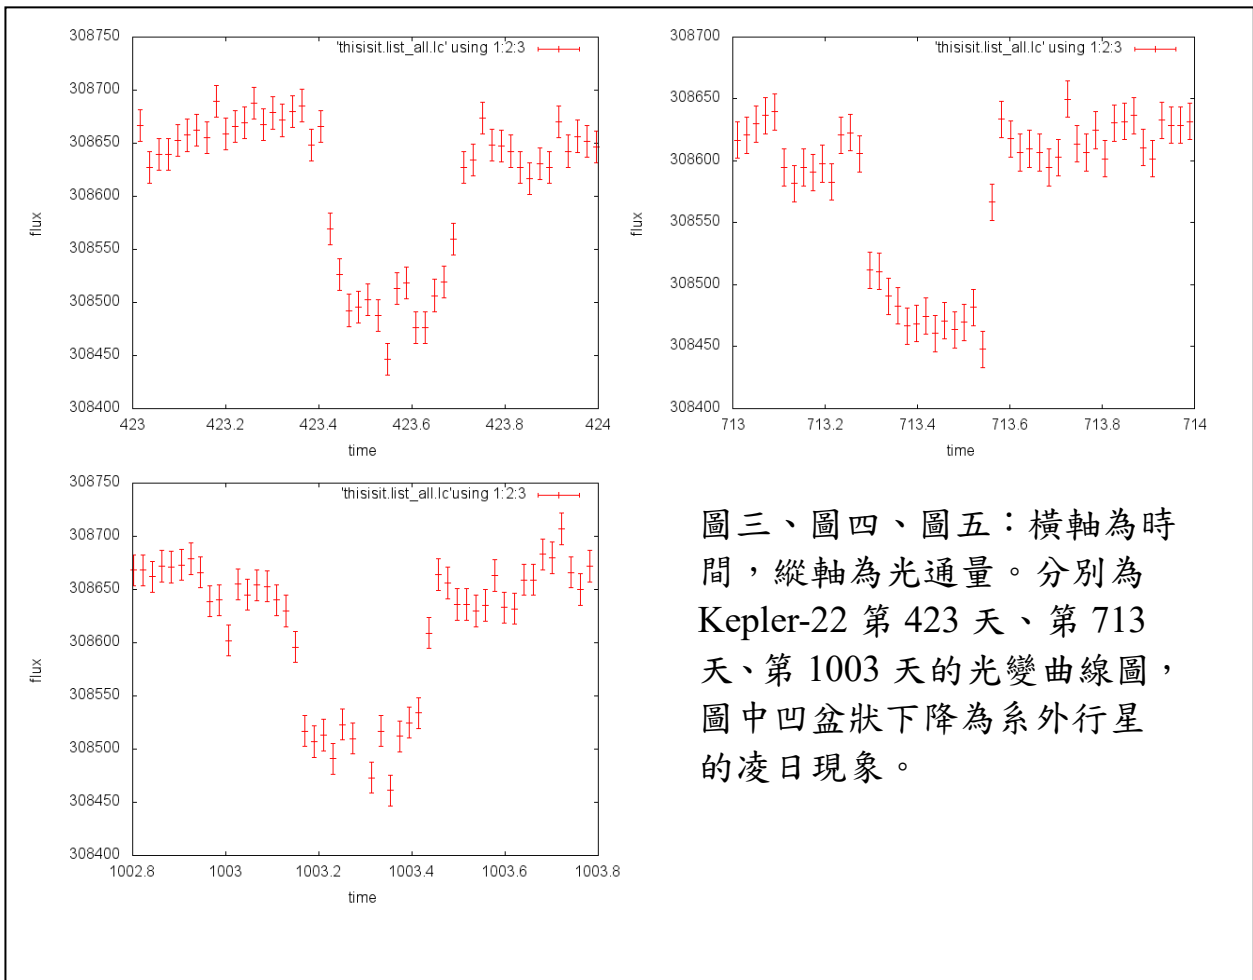 308750
308700
308650
308600
308550
308500
308450
308400
flux
'thisisit.list_all.lc' using 1:2:3
423
423.2
423.4
423.6
423.8
424
time
308700
308650
308600
308550
308500
308450
308400
flux
'thisisit.list_all.lc' using 1:2:3
713
713.2
713.4
713.6
713.8
714
time
308750
308700
308650
308600
308550
308500
308450
308400
flux
'thisisit.list_all.lc'using 1:2:3
1002.8
1003
1003.2
1003.4
1003.6
1003.8
time
圖三、圖四、圖五：橫軸為時
間，縱軸為光通量。分別為
Kepler-22 第 423 天、第 713
天、第 1003 天的光變曲線圖，
圖中凹盆狀下降為系外行星
的凌日現象。